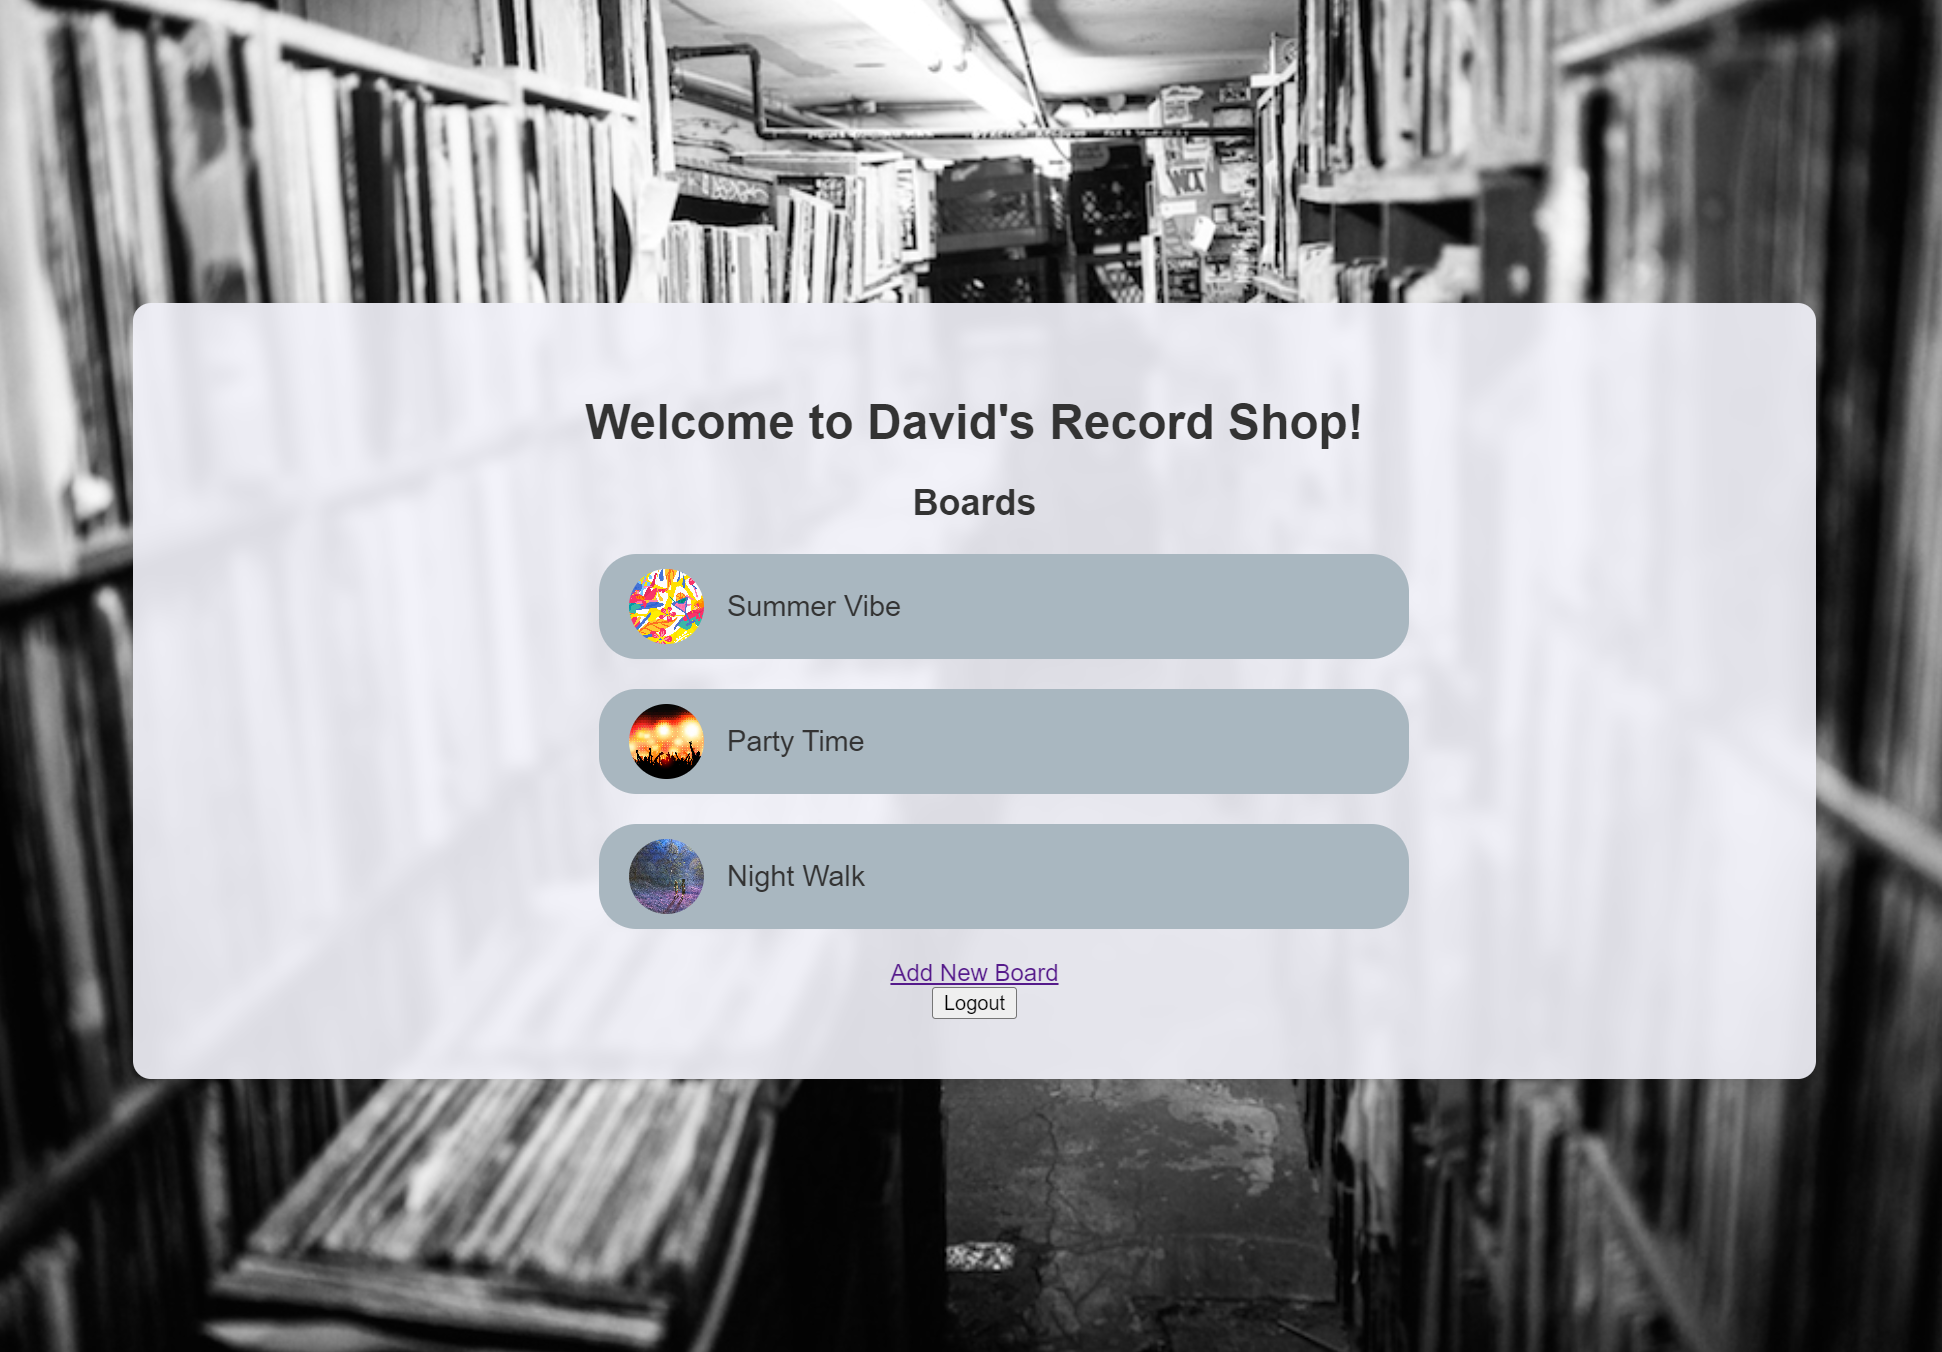 Welcome to David's Record Shop!
Boards
Summer Vibe
Party Time
Night Walk
Add New Board
Logout